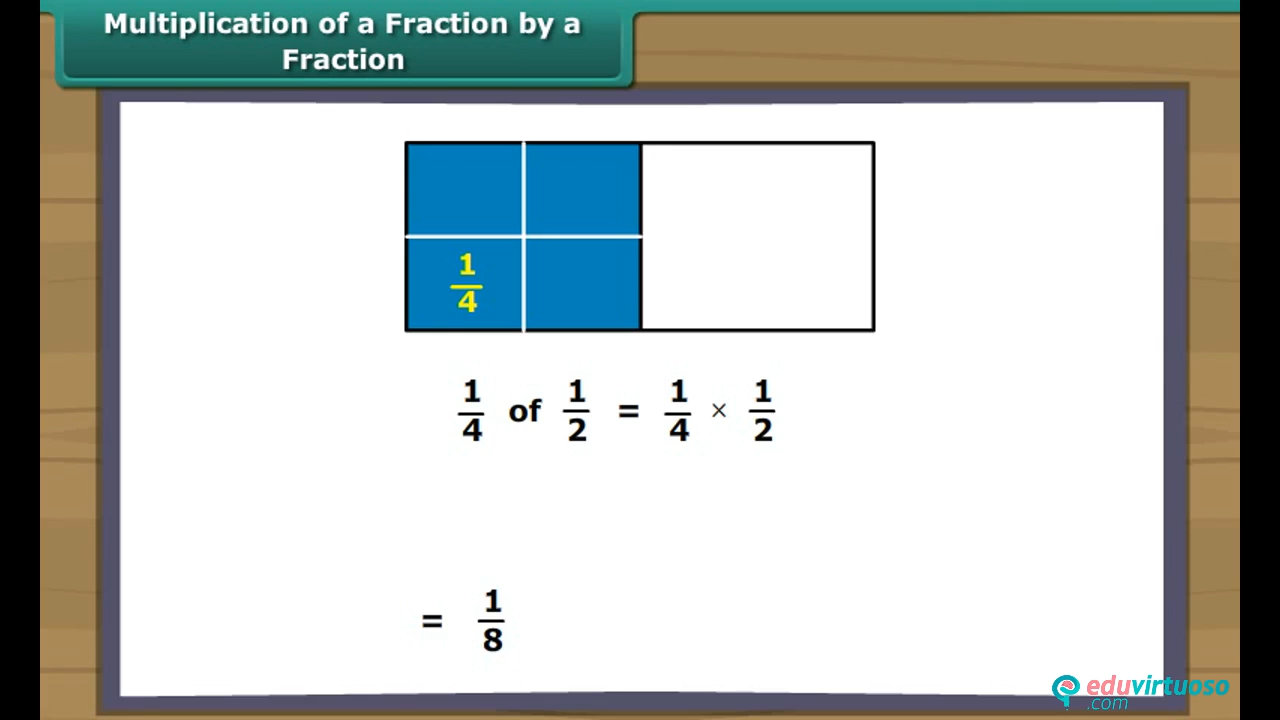 Multiplication of a Fraction by a
Fraction
1/4
1/4 of 1/2 = 1/4 × 1/2
= 1/8
eduvirtuoso
.com